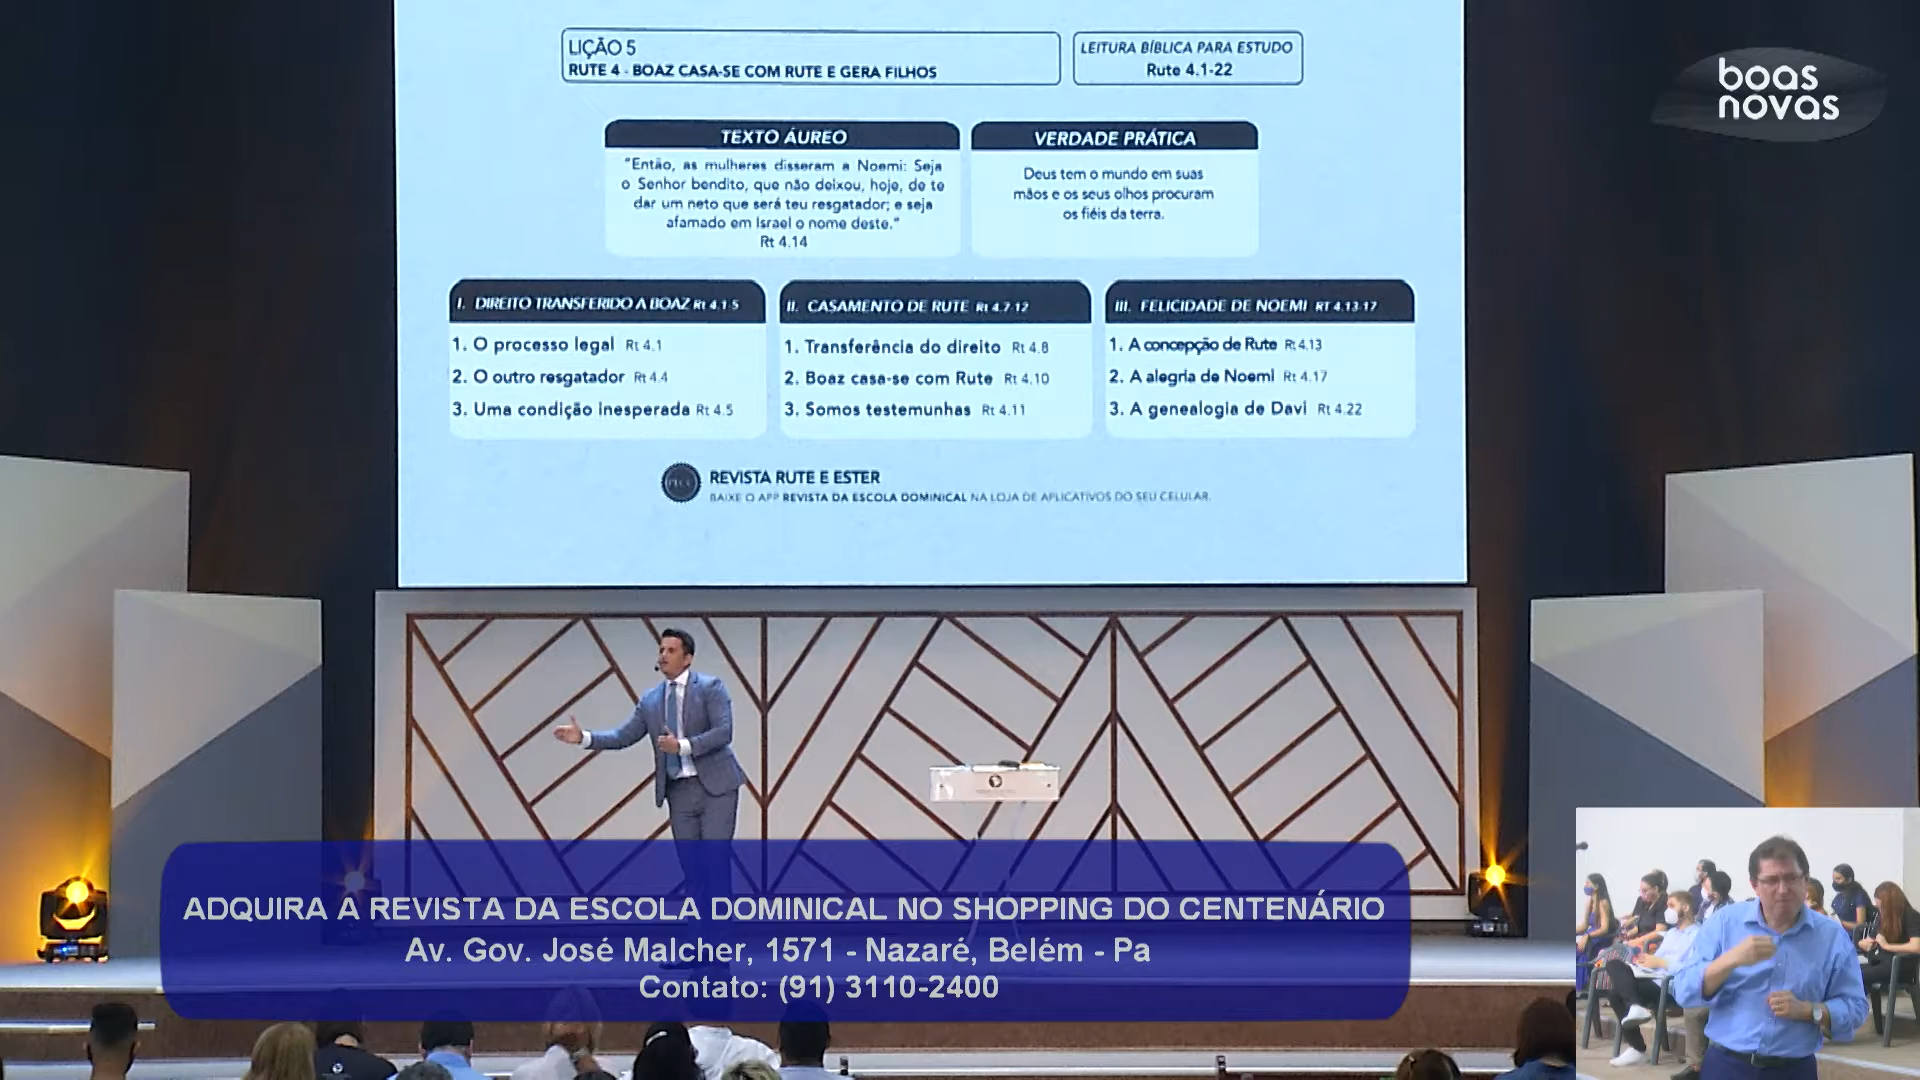 LIÇÃO 5
RUTE 4 - BOAZ CASA-SE COM RUTE E GERA FILHOS
LEITURA BÍBLICA PARA ESTUDO
Rute 4.1-22
boas
novas
TEXTO ÁUREO
"Então, as mulheres disseram a Noemi: Seja
o Senhor bendito, que não deixou, hoje, de te
dar um neto que será teu resgatador; e seja
afamado em Israel o nome deste."
Rt 4.14
VERDADE PRÁTICA
Deus tem o mundo em suas
mãos e os seus olhos procuram
os fiéis da terra.
I. DIREITO TRANSFERIDO A BOAZ Rt 4.1-5
1. O processo legal Rt 4.1
2. O outro resgatador Rt 4.4
3. Uma condição inesperada Rt 4.5
II. CASAMENTO DE RUTE Rt 4.7-12
1. Transferência do direito Rt 4.8
2. Boaz casa-se com Rute Rt 4.10
3. Somos testemunhas Rt 4.11
III. FELICIDADE DE NOEMI RT 4.13-17
1. A concepção de Rute Rt 4.13
2. A alegria de Noemi Rt 4.17
3. A genealogia de Davi Rt 4.22
REVISTA RUTE E ESTER
BAIXE O APP REVISTA DA ESCOLA DOMINICAL NA LOJA DE APLICATIVOS DO SEU CELULAR.
ADQUIRA A REVISTA DA ESCOLA DOMINICAL NO SHOPPING DO CENTENÁRIO
Av. Gov. José Malcher, 1571 - Nazaré, Belém - Pa
Contato: (91) 3110-2400